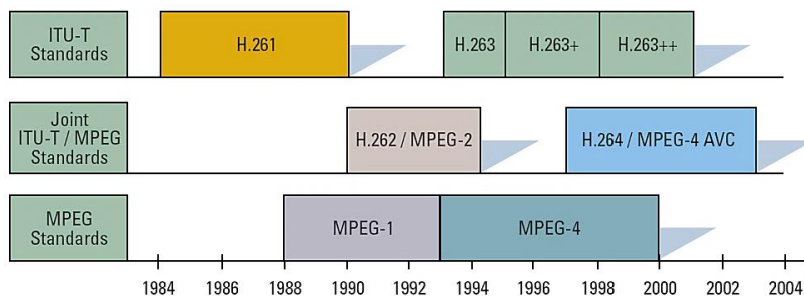 ITU-T
Standards
H.261
H.263
H.263+
H.263++
Joint
ITU-T / MPEG
Standards
H.262 / MPEG-2
H.264 / MPEG-4 AVC
MPEG
Standards
MPEG-1
MPEG-4
1984 1986 1988 1990 1992 1994 1996 1998 2000 2002 2004